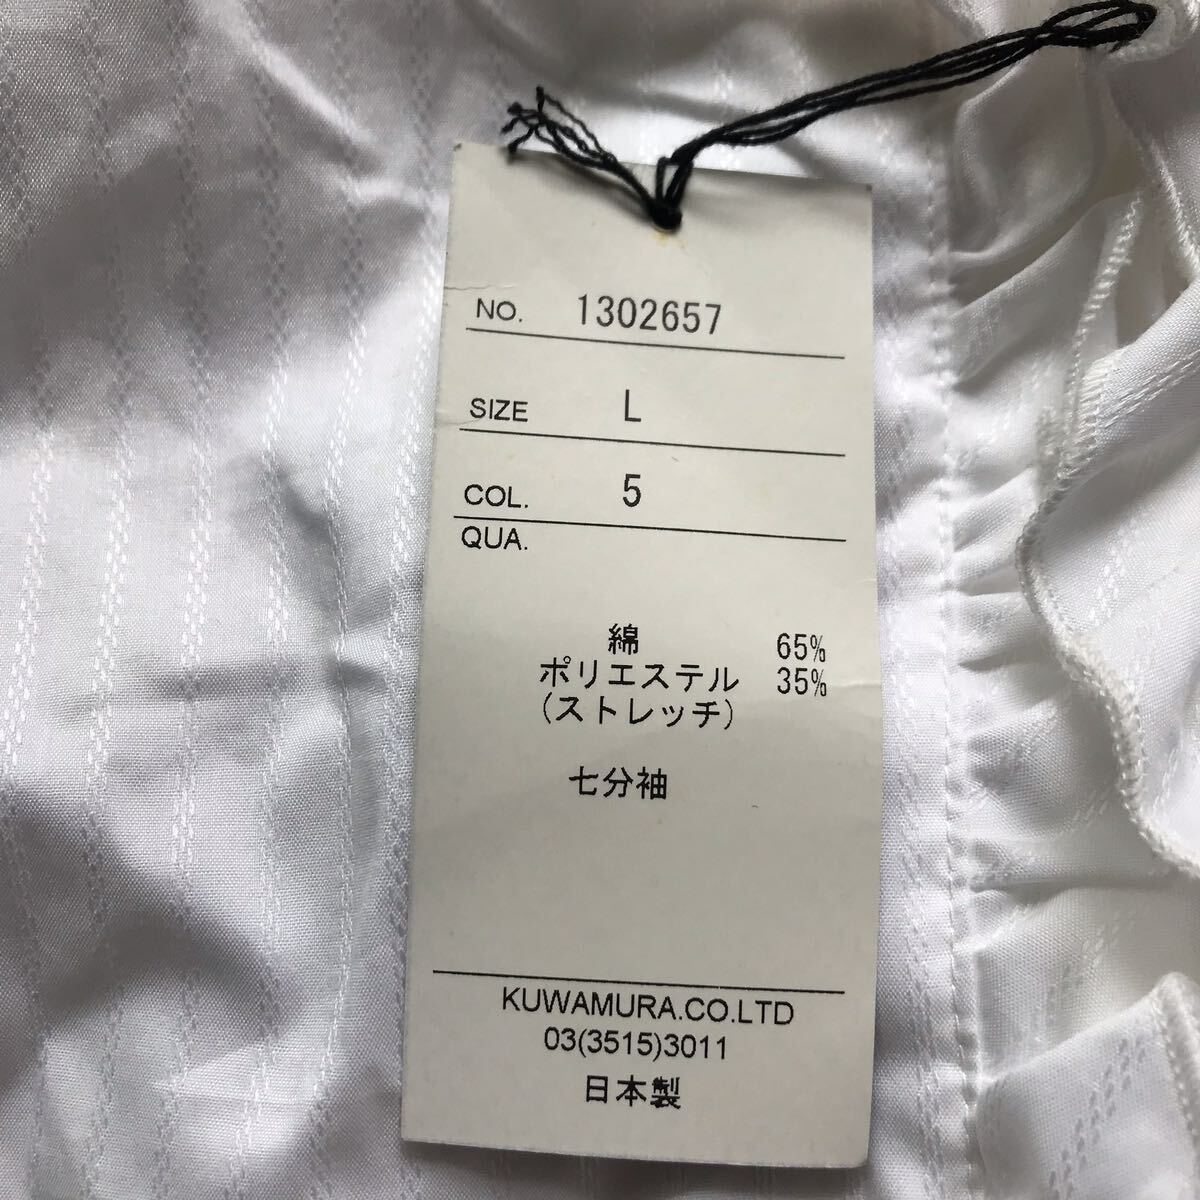 NO. 1302657
SIZE L
COL. 5
QUA.
綿 65%
ポリエステル 35%
(ストレッチ)
七分袖
KUWAMURA.CO.LTD
03(3515)3011
日本製